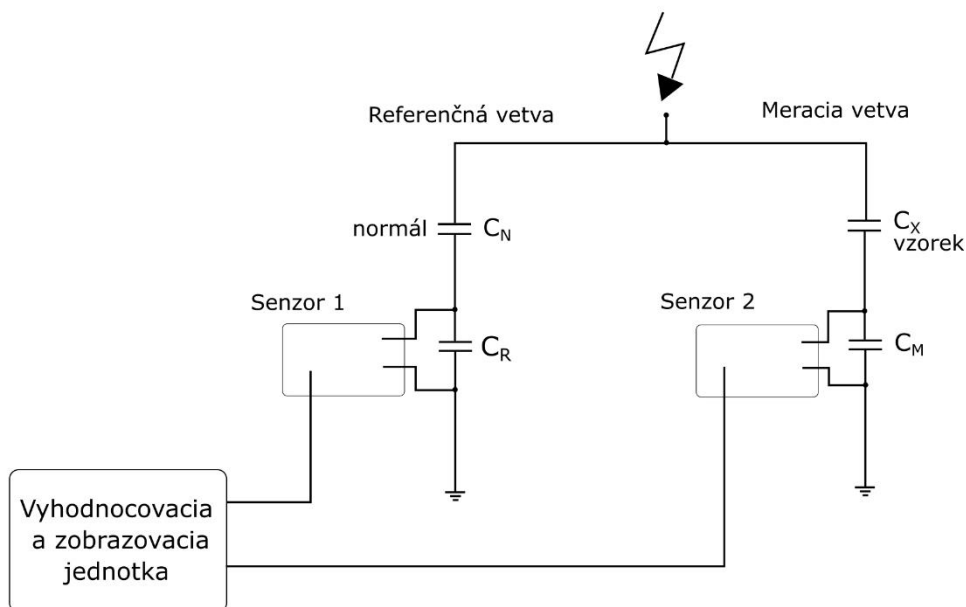 Referenčná vetva
Meracia vetva
normál
C_N
C_X
vzorek
Senzor 1
Senzor 2
C_R
C_M
Vyhodnocovacia
a zobrazovacia
jednotka